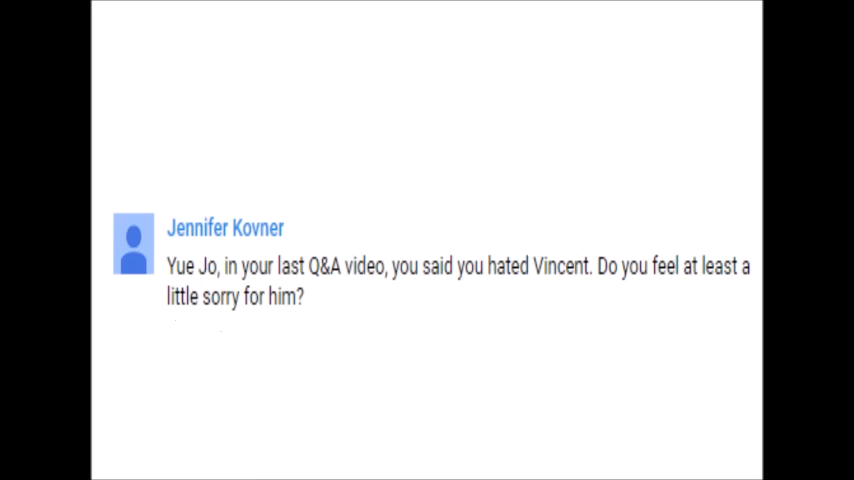 Jennifer Kovner
Yue Jo, in your last Q&A video, you said you hated Vincent. Do you feel at least a
little sorry for him?